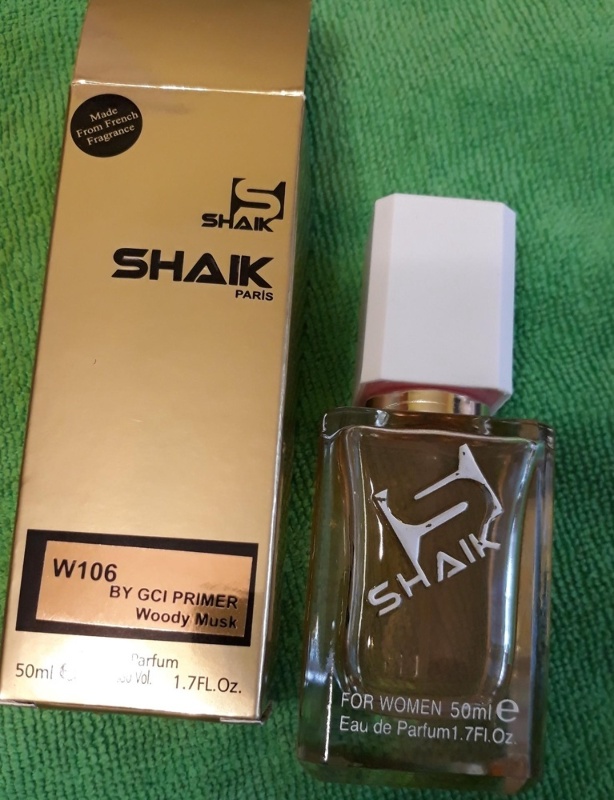 Made
From French
Fragrance
S
SHAIK
SHAIK
PARİS
W106
BY GCI PRIMER
Woody Musk
Parfum
50ml Vol. 1.7FL.Oz.
SHAIK
FOR WOMEN 50ml e
Eau de Parfum1.7Fl.Oz.